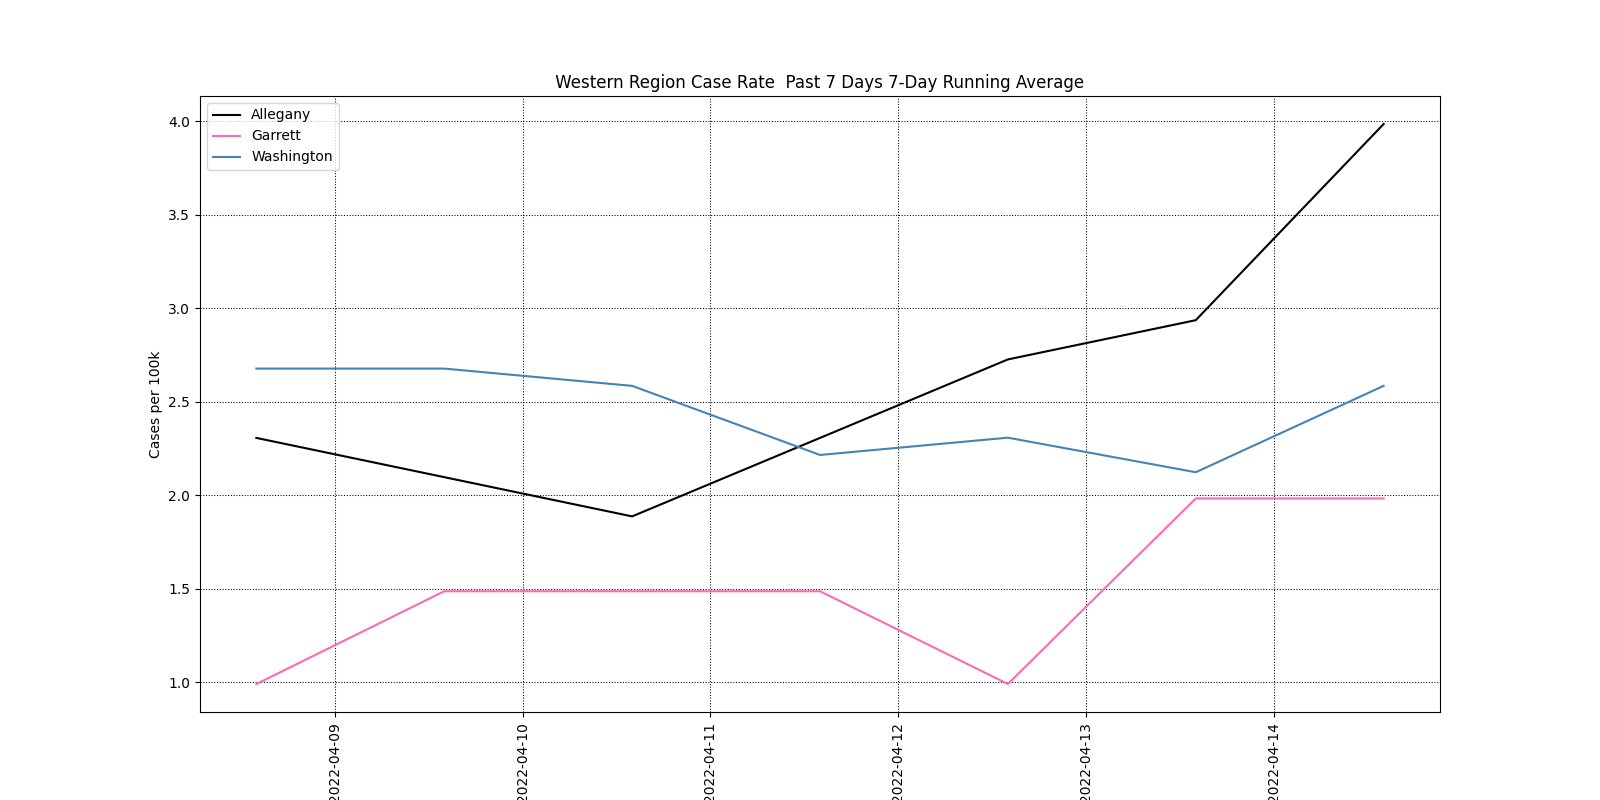 Western Region Case Rate  Past 7 Days 7-Day Running Average
Allegany
Garrett
Washington
4.0
3.5
3.0
2.5
2.0
1.5
1.0
Cases per 100k
2022-04-09
2022-04-10
2022-04-11
2022-04-12
2022-04-13
2022-04-14